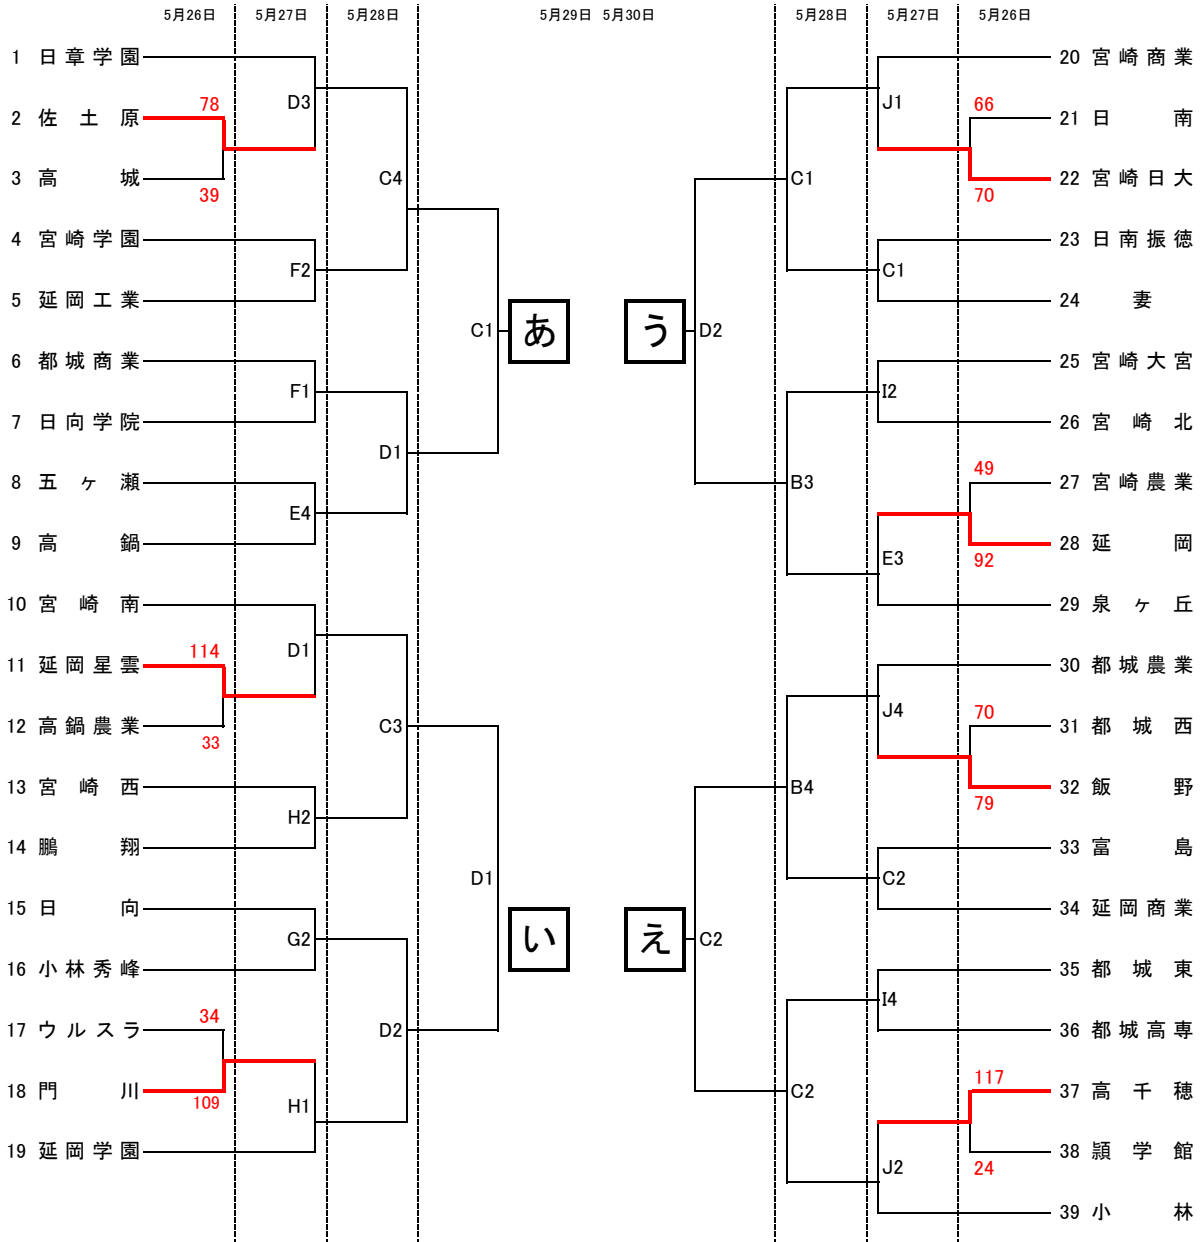 5月26日 5月27日 5月28日 5月29日 5月30日 5月28日 5月27日 5月26日
1 日章学園
2 佐土原
3 高城
4 宮崎学園
5 延岡工業
6 都城商業
7 日向学院
8 五ヶ瀬
9 高鍋
10 宮崎南
11 延岡星雲
12 高鍋農業
13 宮崎西
14 鵬翔
15 日向
16 小林秀峰
17 ウルスラ
18 門川
19 延岡学園
78
39
114
33
34
109
D3
F2
F1
E4
D1
H2
G2
H1
C4
D1
C3
D2
C1
D1
あ
い
う
え
D2
C2
C1
B3
B4
C2
J1
C1
I2
E3
J4
C2
I4
J2
66
70
49
92
70
79
117
24
20 宮崎商業
21 日南
22 宮崎日大
23 日南振徳
24 妻
25 宮崎大宮
26 宮崎北
27 宮崎農業
28 延岡
29 泉ヶ丘
30 都城農業
31 都城西
32 飯野
33 富島
34 延岡商業
35 都城東
36 都城高専
37 高千穂
38 頴学館
39 小林